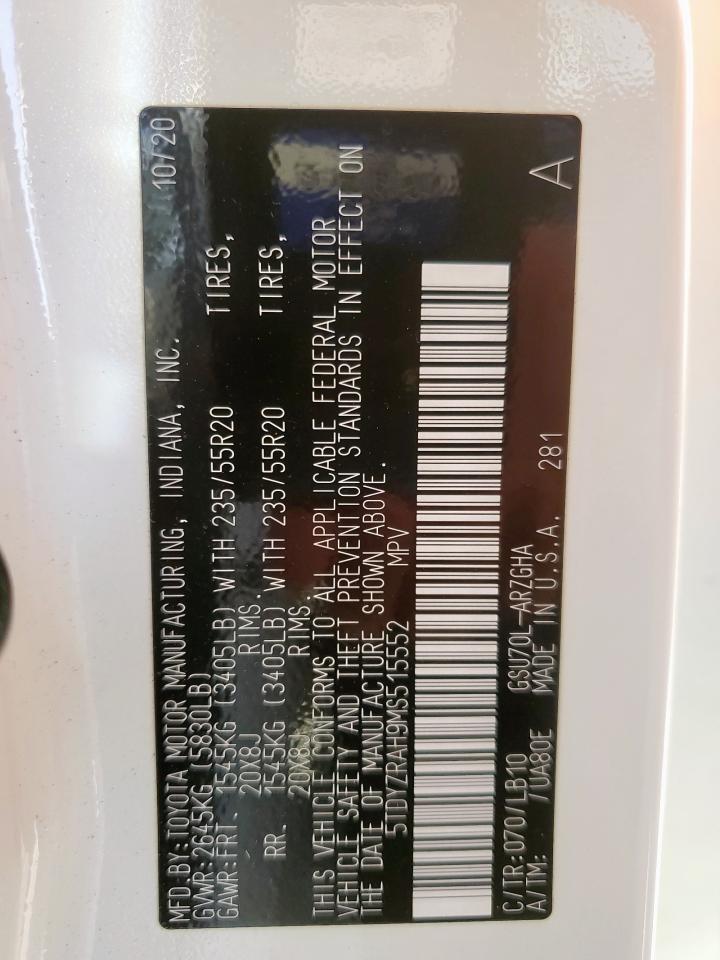 MFD.BY:TOYOTA MOTOR MANUFACTURING, INDIANA, INC. 10/20
GVWR:2645KG (5830LB)
GAWR:FRT. 1545KG (3405LB) WITH 235/55R20 TIRES,
20X8J RIMS.
RR. 1545KG (3405LB) WITH 235/55R20 TIRES,
20X8J RIMS.
THIS VEHICLE CONFORMS TO ALL APPLICABLE FEDERAL MOTOR
VEHICLE SAFETY AND THEFT PREVENTION STANDARDS IN EFFECT ON
THE DATE OF MANUFACTURE SHOWN ABOVE.
5TDYZRAH9MS515552 MPV
C/TR:070/LB10 GSU70L-ARZGHA
A/TM: /UA80E MADE IN U.S.A. 281 A